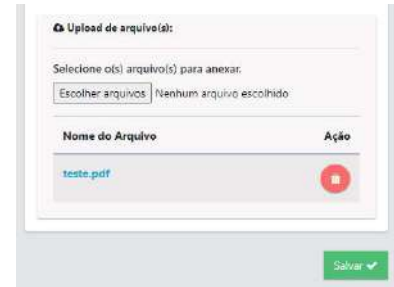 Upload de arquivo(s):
Selecione o(s) arquivo(s) para anexar.
Escolher arquivos Nenhum arquivo escolhido
Nome do Arquivo Ação
teste.pdf
Salvar